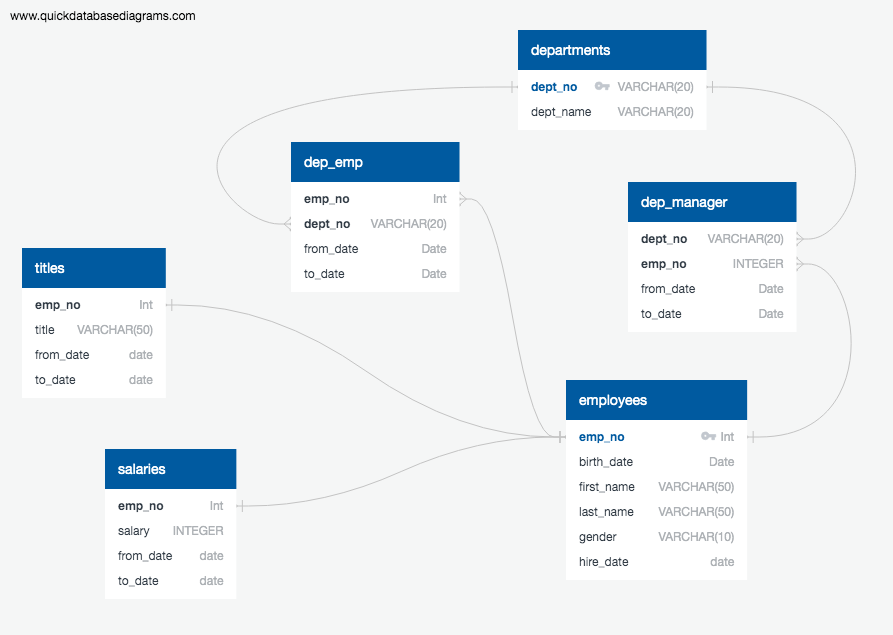 www.quickdatabasediagrams.com
departments
dept_no VARCHAR(20)
dept_name VARCHAR(20)
dep_emp
emp_no Int
dept_no VARCHAR(20)
from_date Date
to_date Date
dep_manager
dept_no VARCHAR(20)
emp_no INTEGER
from_date Date
to_date Date
titles
emp_no Int
title VARCHAR(50)
from_date date
to_date date
employees
emp_no Int
birth_date Date
first_name VARCHAR(50)
last_name VARCHAR(50)
gender VARCHAR(10)
hire_date date
salaries
emp_no Int
salary INTEGER
from_date date
to_date date